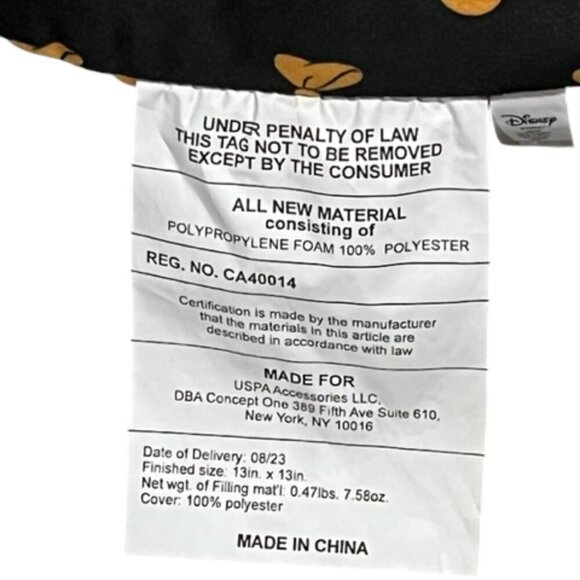 UNDER PENALTY OF LAW
THIS TAG NOT TO BE REMOVED
EXCEPT BY THE CONSUMER
Disney
ALL NEW MATERIAL
consisting of
POLYPROPYLENE FOAM 100% POLYESTER
REG. NO. CA40014
Certification is made by the manufacturer
that the materials in this article are
described in accordance with law
MADE FOR
USPA Accessories LLC,
DBA Concept One 389 Fifth Ave Suite 610,
New York, NY 10016
Date of Delivery: 08/23
Finished size: 13in. x 13in.
Net wgt. of Filling mat'l: 0.47lbs. 7.58oz.
Cover: 100% polyester
MADE IN CHINA